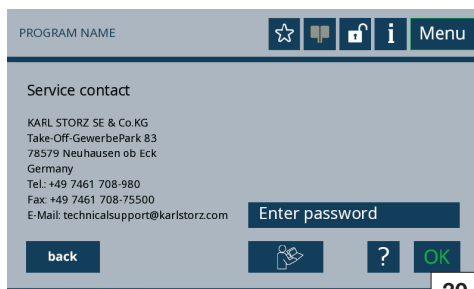 PROGRAM NAME
i
Menu
Service contact
KARL STORZ SE & Co.KG
Take-Off-GewerbePark 83
78579 Neuhausen ob Eck
Germany
Tel.: +49 7461 708-980
Fax: +49 7461 708-75500
E-Mail: technicalsupport@karlstorz.com
Enter password
back
?
OK